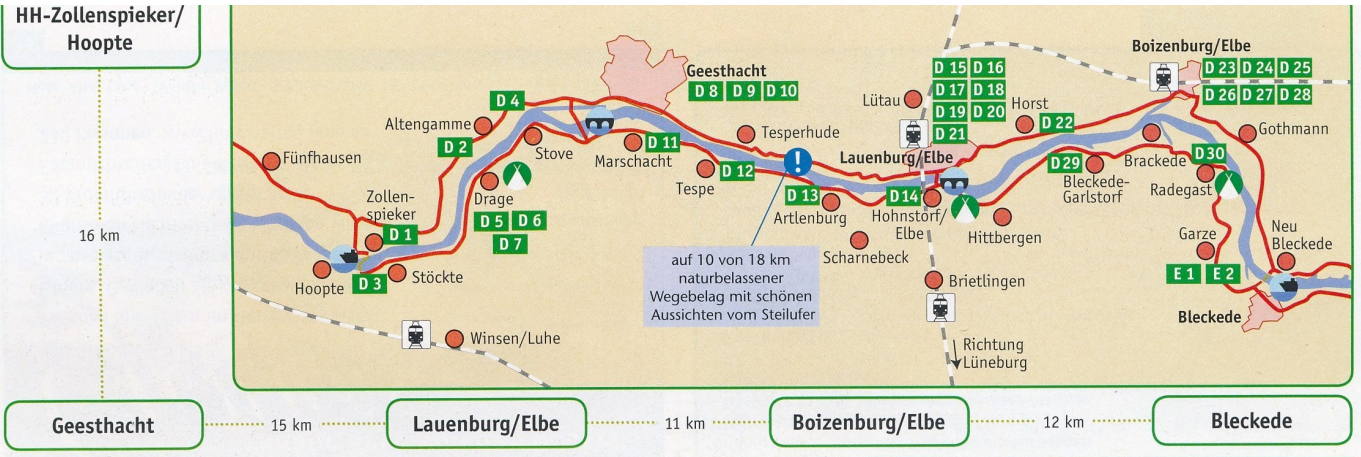 HH-Zollenspieker/
Hoopte
16 km
Geesthacht
15 km
Lauenburg/Elbe
11 km
Boizenburg/Elbe
12 km
Bleckede
Fünfhausen
Zollen-
spieker
D 1
Hoopte
D 3
Stöckte
Winsen/Luhe
Altengamme
D 2
D 4
Stove
Drage
D 5 D 6
D 7
Geesthacht
D 8 D 9 D 10
Marschacht
D 11
Tespe
D 12
Tesperhude
!
auf 10 von 18 km
naturbelassener
Wegebelag mit schönen
Aussichten vom Steilufer
D 13
Artlenburg
Scharnebeck
Lütau
D 15 D 16
D 17 D 18
D 19 D 20
D 21
Lauenburg/Elbe
D 14
Hohnstorf/
Elbe
Hittbergen
Brietlingen
Richtung
Lüneburg
Horst
D 22
D 29
Bleckede-
Garlstorf
Boizenburg/Elbe
D 23 D 24 D 25
D 26 D 27 D 28
Brackede
D 30
Radegast
Gothmann
Garze
E 1 E 2
Neu
Bleckede
Bleckede